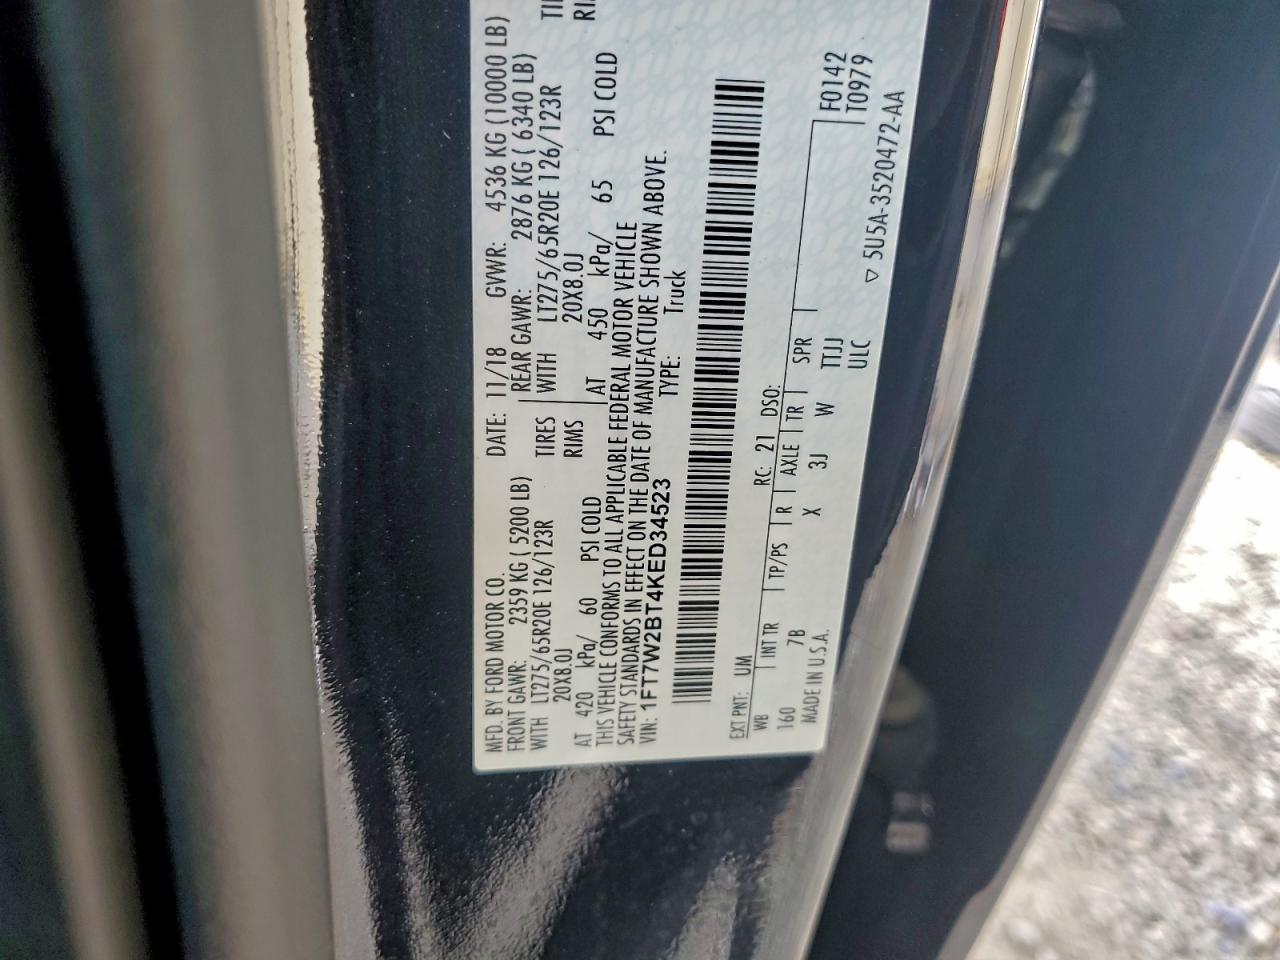 MFD. BY FORD MOTOR CO.
DATE: 11/18 GVWR: 4536 KG (10000 LB)
FRONT GAWR: 2359 KG ( 5200 LB)
REAR GAWR: 2876 KG ( 6340 LB)
WITH LT275/65R20E 126/123R TIRES
WITH LT275/65R20E 126/123R
20X8.0J RIMS
20X8.0J
AT 420 kPa/ 60 PSI COLD
AT 450 kPa/ 65 PSI COLD
THIS VEHICLE CONFORMS TO ALL APPLICABLE FEDERAL MOTOR VEHICLE
SAFETY STANDARDS IN EFFECT ON THE DATE OF MANUFACTURE SHOWN ABOVE.
VIN: 1FT7W2BT4KED34523
TYPE: Truck
EXT PNT: UM RC: 21 DSO:
WB INT TR TP/PS R AXLE TR SPR F0142
160 7B X 3J W TTJJ T0979
MADE IN U.S.A. ULC
▽ 5U5A-3520472-AA